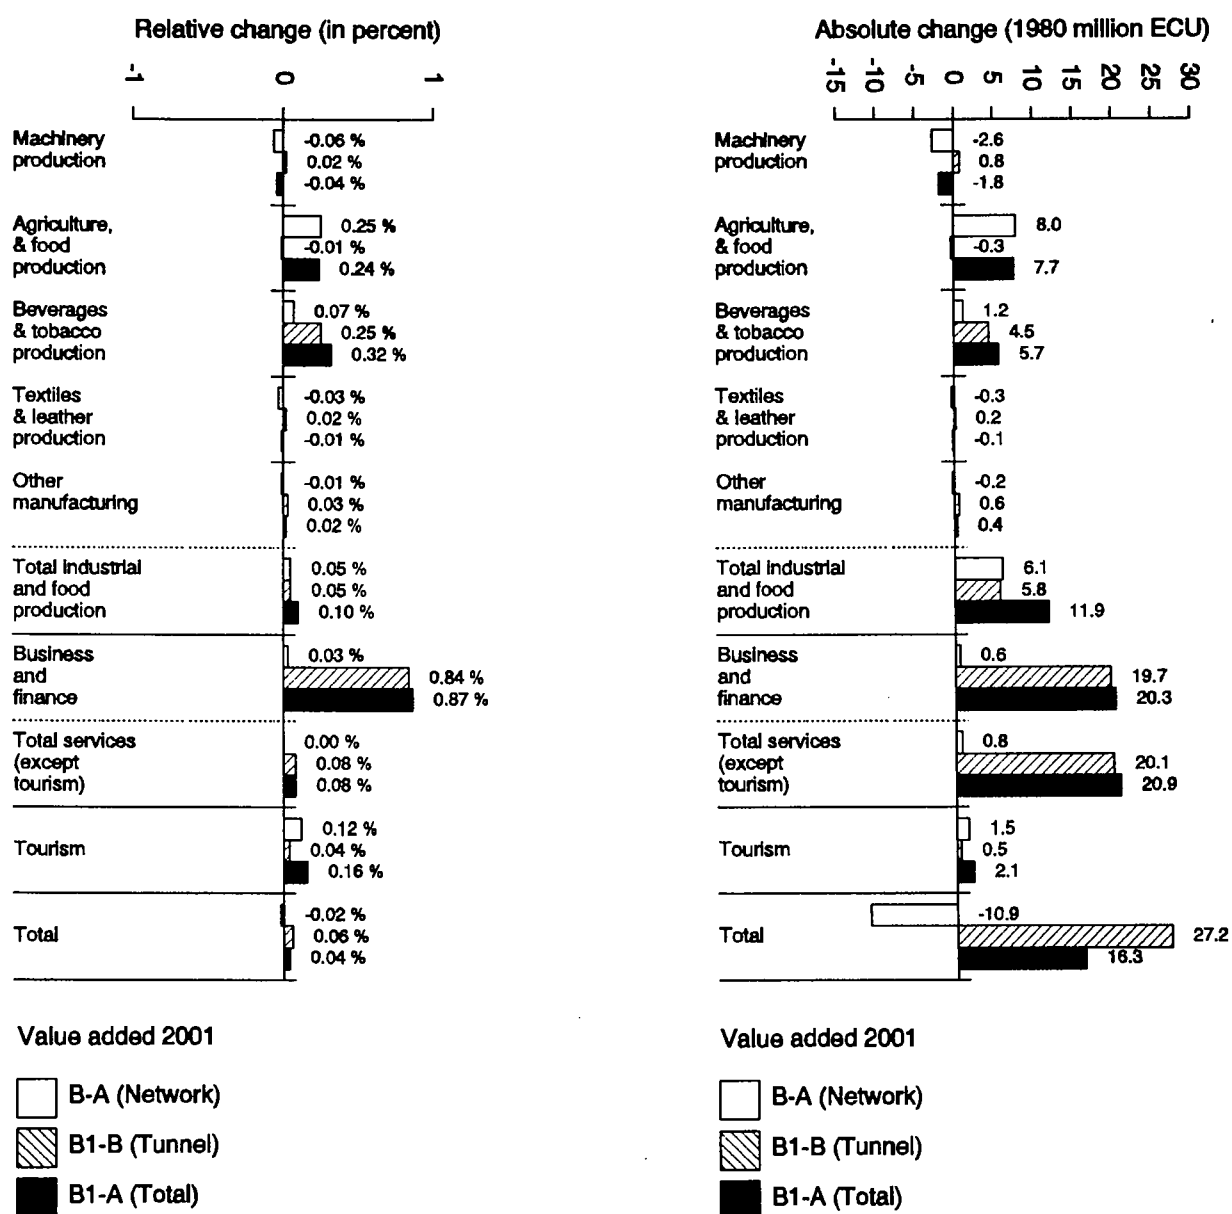 Relative change (in percent)
-1
0
1
Machinery
production
-0.06 %
0.02 %
-0.04 %
Agriculture,
& food
production
0.25 %
-0.01 %
0.24 %
Beverages
& tobacco
production
0.07 %
0.25 %
0.32 %
Textiles
& leather
production
-0.03 %
0.02 %
-0.01 %
Other
manufacturing
-0.01 %
0.03 %
0.02 %
Total industrial
and food
production
0.05 %
0.05 %
0.10 %
Business
and
finance
0.03 %
0.84 %
0.87 %
Total services
(except
tourism)
0.00 %
0.08 %
0.08 %
Tourism
0.12 %
0.04 %
0.16 %
Total
-0.02 %
0.06 %
0.04 %
Value added 2001
B-A (Network)
B1-B (Tunnel)
B1-A (Total)
Absolute change (1980 million ECU)
-15
-10
-5
0
5
10
15
20
25
30
Machinery
production
-2.6
0.8
-1.8
Agriculture,
& food
production
8.0
-0.3
7.7
Beverages
& tobacco
production
1.2
4.5
5.7
Textiles
& leather
production
-0.3
0.2
-0.1
Other
manufacturing
-0.2
0.6
0.4
Total industrial
and food
production
6.1
5.8
11.9
Business
and
finance
0.6
19.7
20.3
Total services
(except
tourism)
0.8
20.1
20.9
Tourism
1.5
0.5
2.1
Total
-10.9
27.2
16.3
Value added 2001
B-A (Network)
B1-B (Tunnel)
B1-A (Total)